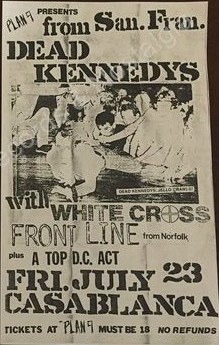 PLAN 9 PRESENTS
from San. Fran.
DEAD
KENNEDYS
DEAD KENNEDYS: JELLO CRAWLS!
with WHITE CROSS
FRONT LINE from Norfolk
plus A TOP D.C. ACT
FRI. JULY 23
CASABLANCA
TICKETS AT PLAN 9 MUST BE 18 NO REFUNDS